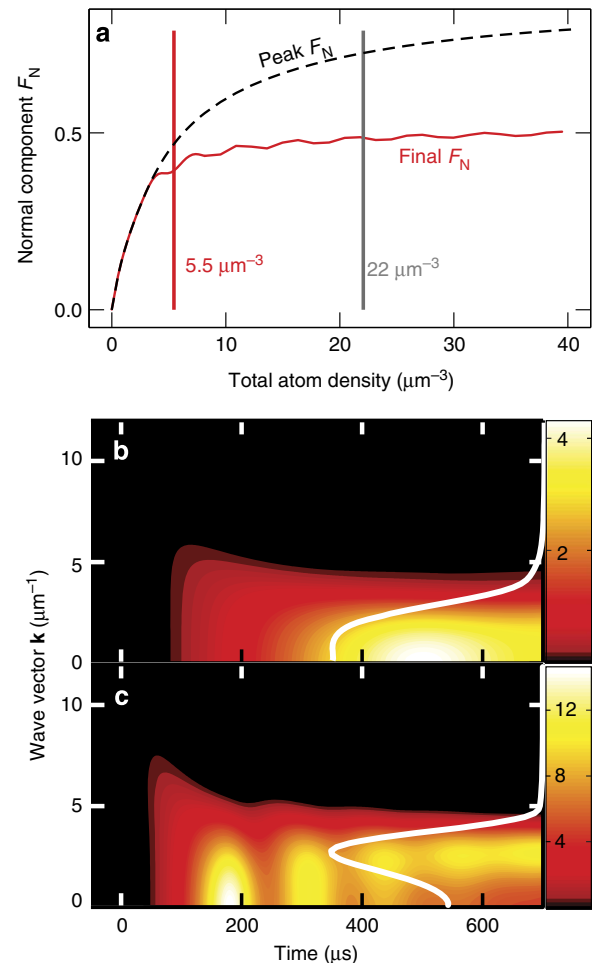 a
Peak F_N
Normal component F_N
0.5
0.0
Final F_N
5.5 μm⁻³
22 μm⁻³
0 10 20 30 40
Total atom density (μm⁻³)
b
10
5
0
4
2
Wave vector k (μm⁻¹)
c
10
5
0
12
8
4
0 200 400 600
Time (μs)